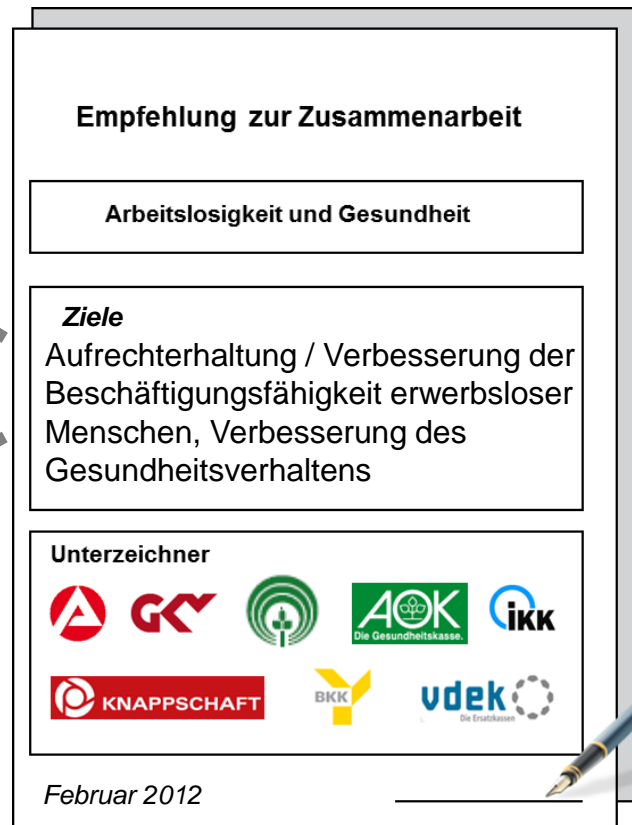 Empfehlung zur Zusammenarbeit
Arbeitslosigkeit und Gesundheit
Ziele
Aufrechterhaltung / Verbesserung der
Beschäftigungsfähigkeit erwerbsloser
Menschen, Verbesserung des
Gesundheitsverhaltens
Unterzeichner
GKV
AOK
Die Gesundheitskasse.
iKK
KNAPPSCHAFT
BKK
vdek
Die Ersatzkassen
Februar 2012